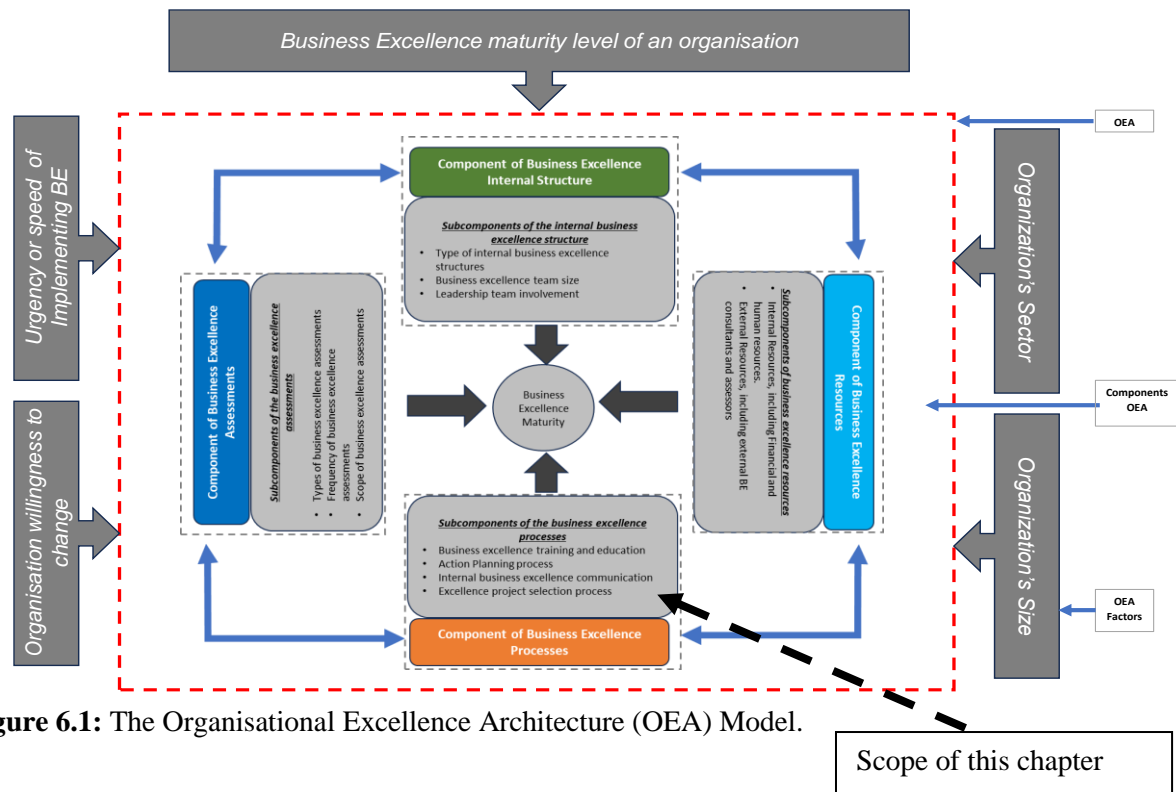 Business Excellence maturity level of an organisation
Urgency or speed of
Implementing BE
Organisation willingness to
change
Component of Business Excellence
Internal Structure
Subcomponents of the internal business
excellence structure
• Type of internal business excellence
structures
• Business excellence team size
• Leadership team involvement
Component of Business Excellence
Assessments
Subcomponents of the business excellence
assessments
• Types of business excellence assessments
• Frequency of business excellence
assessments
• Scope of business excellence assessments
Business
Excellence
Maturity
Component of Business Excellence
Resources
Subcomponents of business excellence resources
• Internal Resources, including Financial and
human resources.
• External Resources, including external BE
consultants and assessors
Subcomponents of the business excellence
processes
• Business excellence training and education
• Action Planning process
• Internal business excellence communication
• Excellence project selection process
Component of Business Excellence
Processes
Organization's Sector
Organization's Size
OEA
Components
OEA
OEA
Factors
gure 6.1: The Organisational Excellence Architecture (OEA) Model.
Scope of this chapter